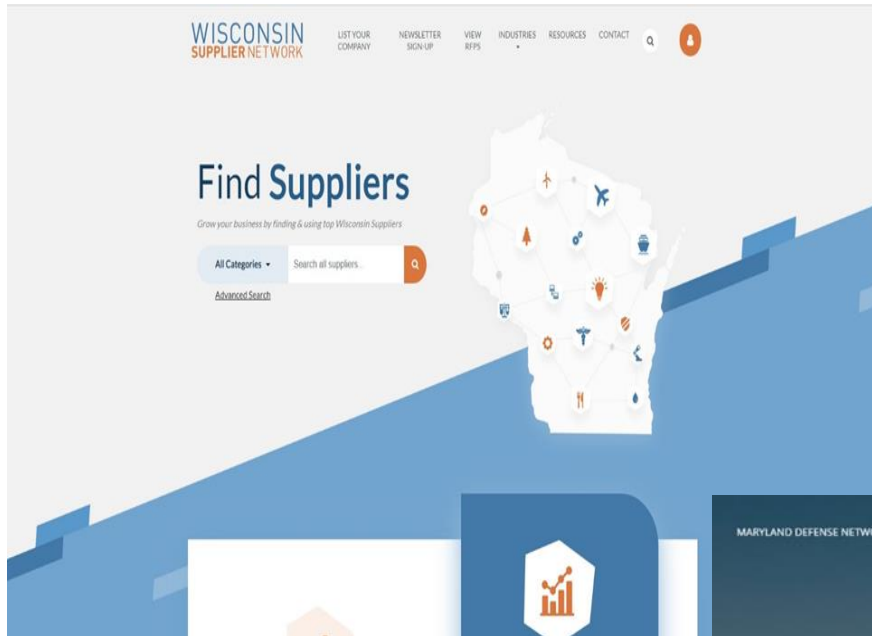 WISCONSIN
SUPPLIER NETWORK
LIST YOUR
COMPANY
NEWSLETTER
SIGN-UP
VIEW
RFPS
INDUSTRIES
RESOURCES
CONTACT
Find Suppliers
Grow your business by finding & using top Wisconsin Suppliers
All Categories
Search all suppliers...
Advanced Search
MARYLAND DEFENSE NETW